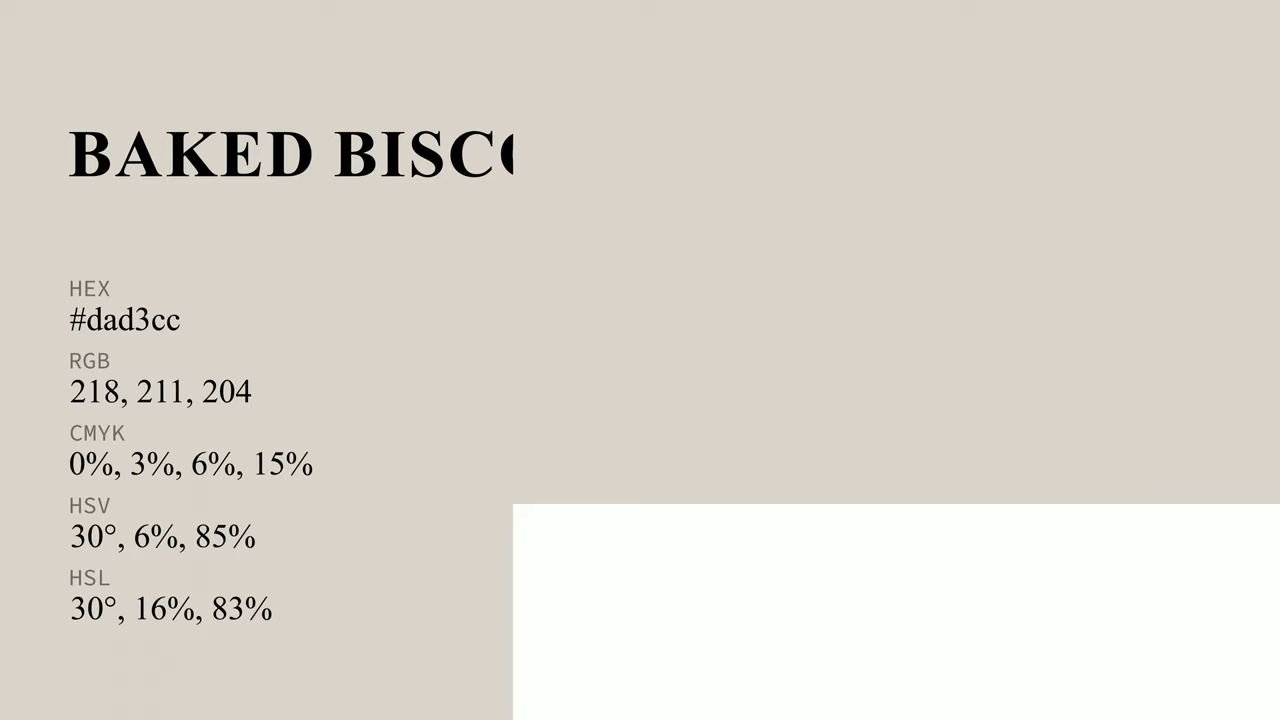 BAKED BISC
HEX
#dad3cc
RGB
218, 211, 204
CMYK
0%, 3%, 6%, 15%
HSV
30°, 6%, 85%
HSL
30°, 16%, 83%